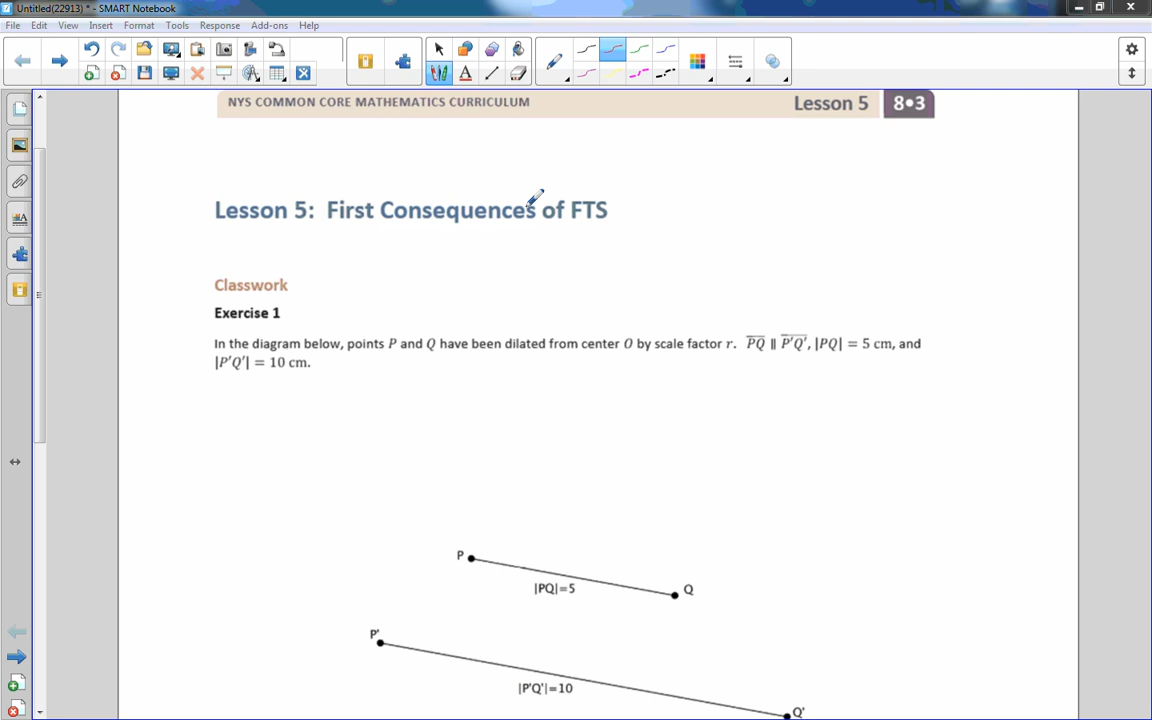 Untitled(22913) * - SMART Notebook
File Edit View Insert Format Tools Response Add-ons Help
NYS COMMON CORE MATHEMATICS CURRICULUM Lesson 5 8•3
Lesson 5: First Consequences of FTS
Classwork
Exercise 1
In the diagram below, points P and Q have been dilated from center O by scale factor r. P̅Q̅ ∥ P̅′Q̅′, |PQ| = 5 cm, and
|P′Q′| = 10 cm.
P
|PQ|=5
Q
P'
|P'Q'|=10
Q'